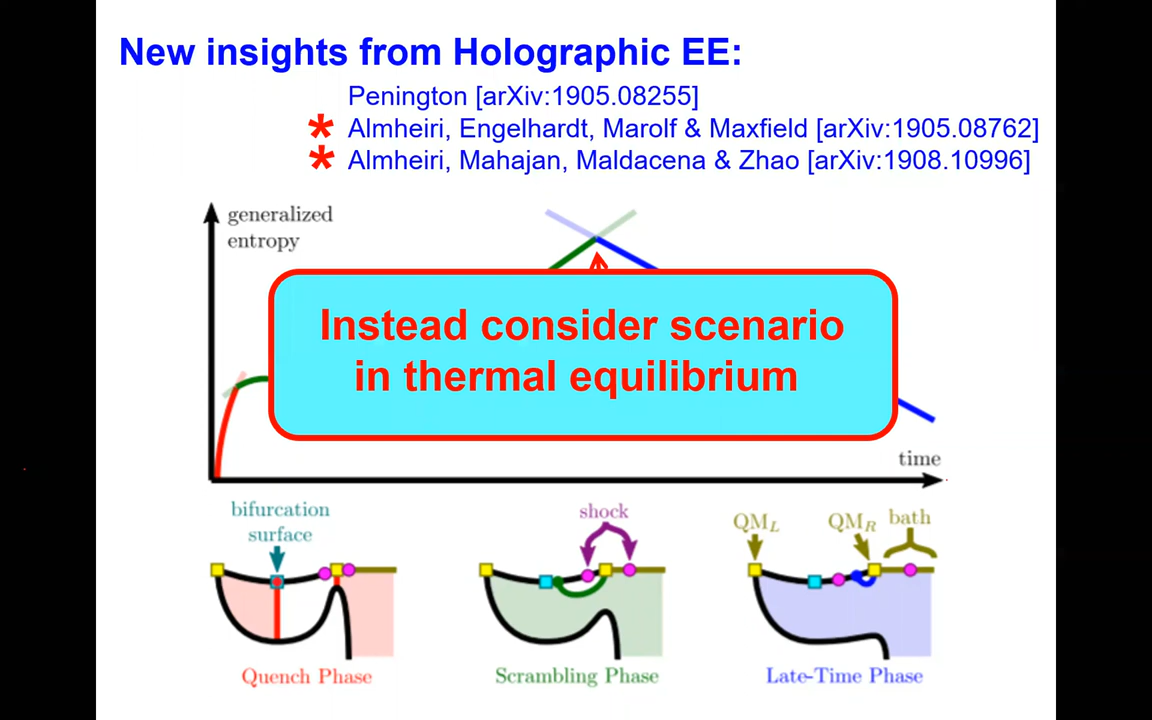 New insights from Holographic EE:
Penington [arXiv:1905.08255]
* Almheiri, Engelhardt, Marolf & Maxfield [arXiv:1905.08762]
* Almheiri, Mahajan, Maldacena & Zhao [arXiv:1908.10996]
generalized
entropy
Instead consider scenario
in thermal equilibrium
time
bifurcation
surface
shock
QM_L
QM_R
bath
Quench Phase
Scrambling Phase
Late-Time Phase